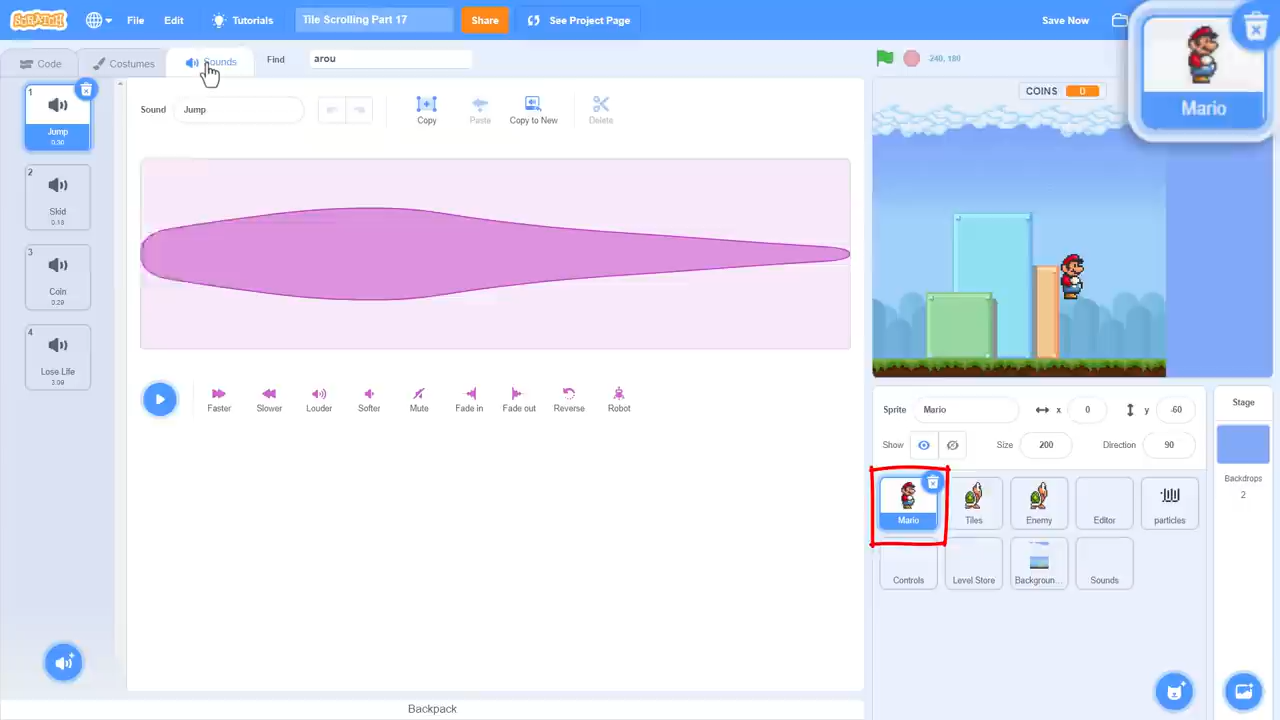 SCRATCH File Edit Tutorials Tile Scrolling Part 17 Share See Project Page Save Now
Code Costumes Sounds Find arou
240, 180
Mario
COINS 0
1
Jump
0.30
2
Skid
3
Coin
0.29
4
Lose Life
Sound Jump
Copy Paste Copy to New Delete
Faster Slower Louder Softer Mute Fade in Fade out Reverse Robot
Sprite Mario x 0 y -60
Show Size 200 Direction 90
Stage
Backdrops
2
Mario Tiles Enemy Editor particles
Controls Level Store Backgroun... Sounds
Backpack